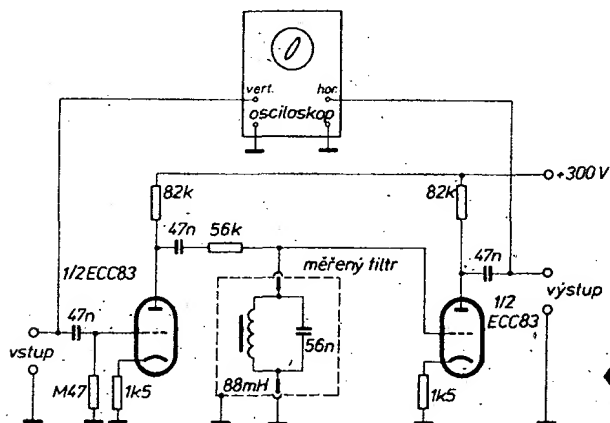 vert.
hor.
osciloskop
+300V
82k
82k
47n
56k
měřený filtr
47n
1/2ECC83
výstup
1/2
ECC83
47n
vstup
56n
M47
1k5
88mH
1k5